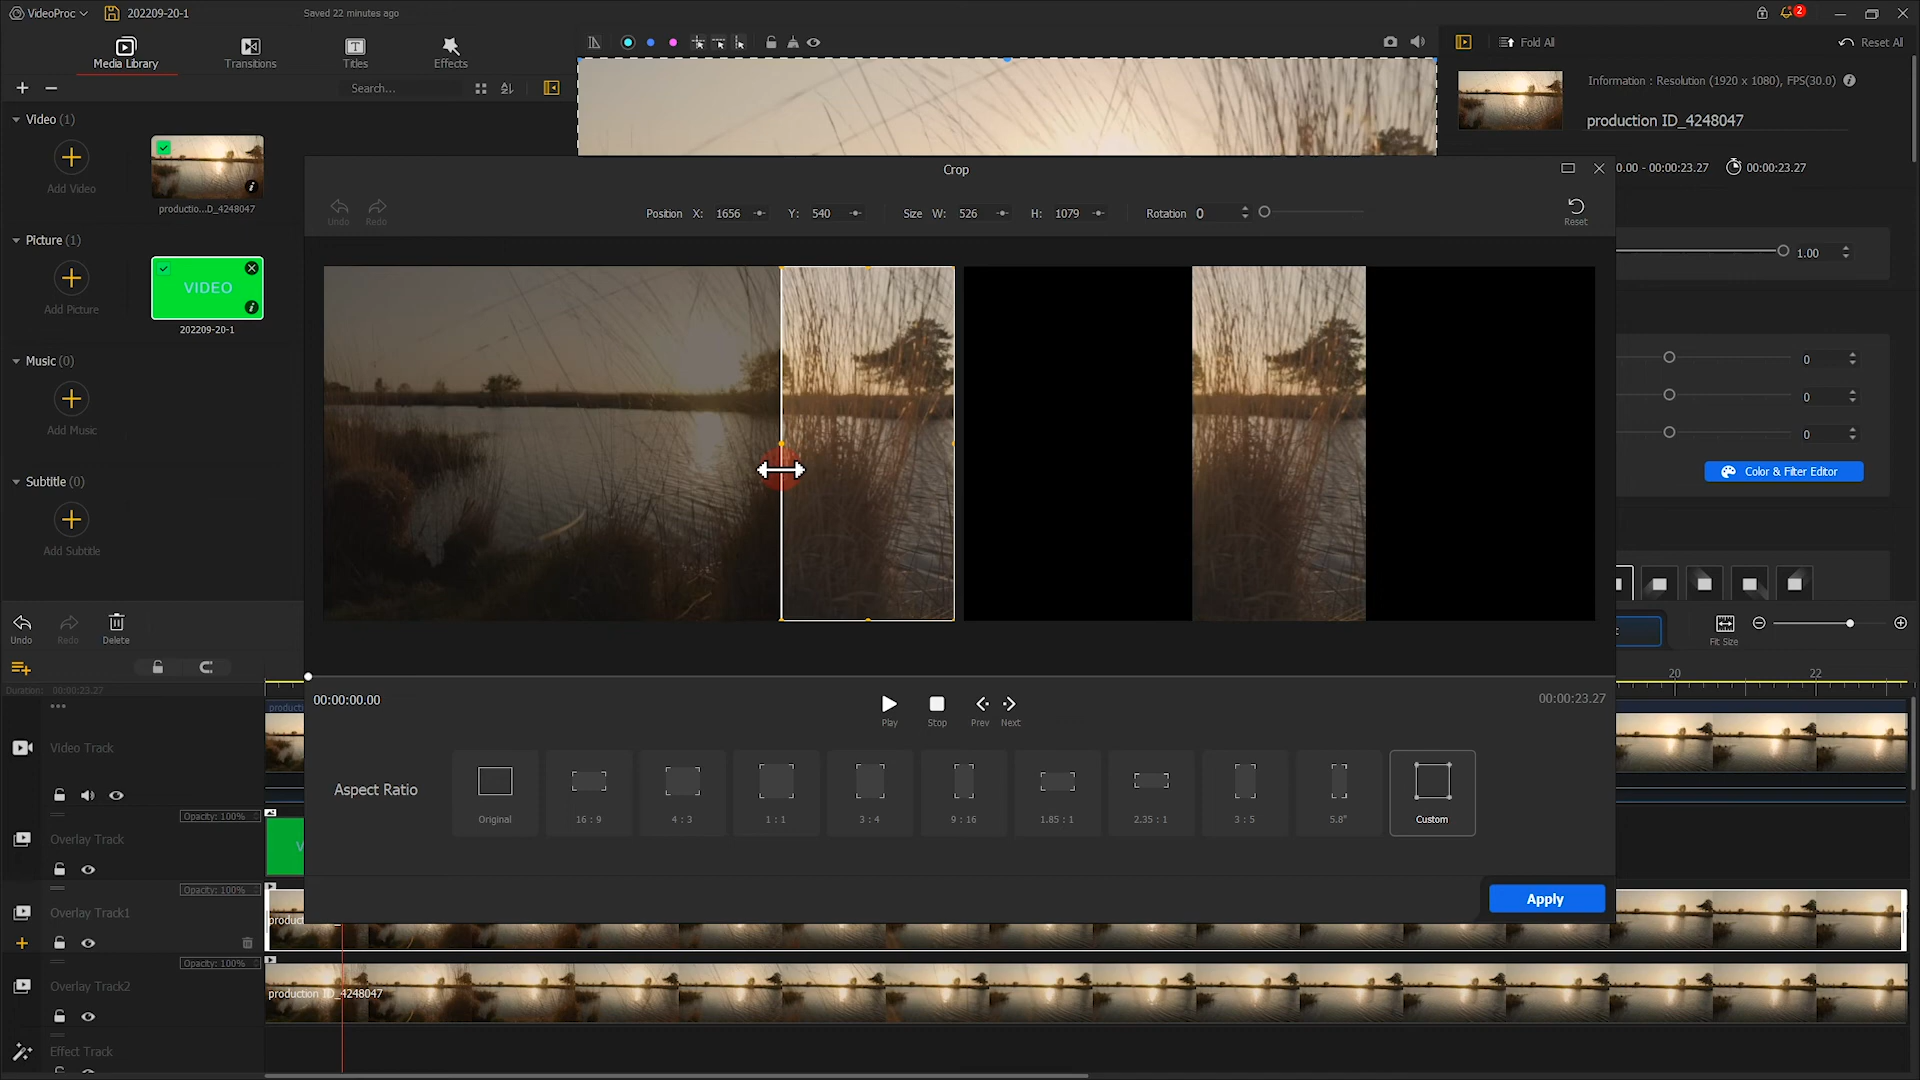 VideoProc
202209-20-1
Saved 22 minutes ago
2
Media Library
Transitions
Titles
Effects
Fold All
Reset All
Search...
Information : Resolution (1920 x 1080), FPS(30.0)
production ID_4248047
0.00 - 00:00:23.27
00:00:23.27
Video (1)
Add Video
productio...D_4248047
Picture (1)
Add Picture
VIDEO
202209-20-1
Music (0)
Add Music
Subtitle (0)
Add Subtitle
Crop
Undo
Redo
Position X: 1656
Y: 540
Size W: 526
H: 1079
Rotation 0
Reset
1.00
0
0
0
Color & Filter Editor
Undo
Redo
Delete
Fit Size
Duration: 00:00:23.27
20
22
00:00:00.00
00:00:23.27
Play
Stop
Prev
Next
Aspect Ratio
Original
16 : 9
4 : 3
1 : 1
3 : 4
9 : 16
1.85 : 1
2.35 : 1
3 : 5
5.8"
Custom
Apply
producti
Video Track
Opacity: 100%
Overlay Track
V
Opacity: 100%
Overlay Track1
product
Opacity: 100%
Overlay Track2
production ID_4248047
Effect Track